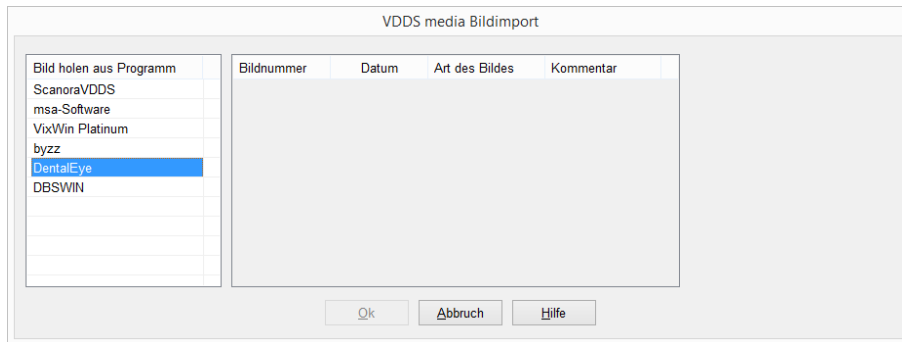 VDDS media Bildimport
Bild holen aus Programm
Bildnummer Datum Art des Bildes Kommentar
ScanoraVDDS
msa-Software
VixWin Platinum
byzz
DentalEye
DBSWIN
Ok Abbruch Hilfe